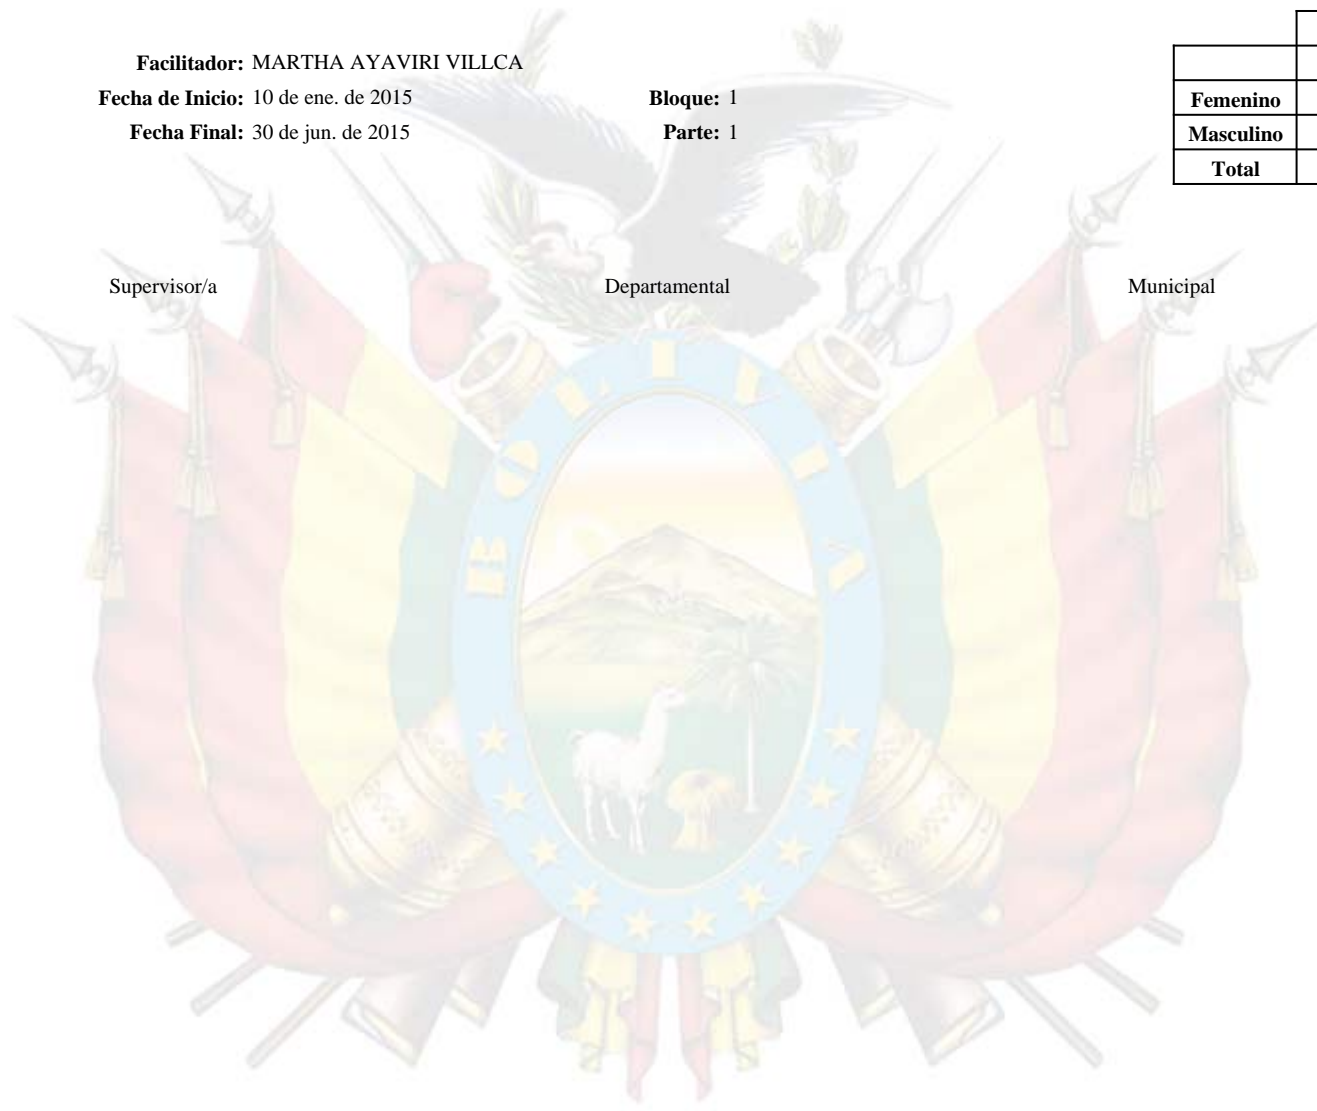 Facilitador: MARTHA AYAVIRI VILLCA
Fecha de Inicio: 10 de ene. de 2015 Bloque: 1
Fecha Final: 30 de jun. de 2015 Parte: 1
Femenino
Masculino
Total
Supervisor/a Departamental Municipal
BOLIVIA